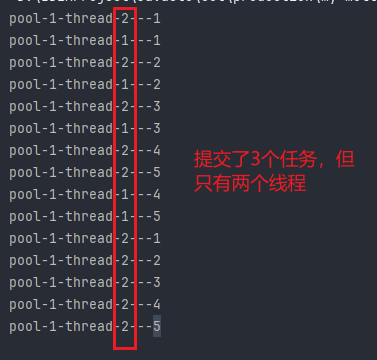 pool-1-thread-2---1
pool-1-thread-1---1
pool-1-thread-2---2
pool-1-thread-1---2
pool-1-thread-2---3
pool-1-thread-1---3
pool-1-thread-2---4
pool-1-thread-2---5
pool-1-thread-1---4
pool-1-thread-1---5
pool-1-thread-2---1
pool-1-thread-2---2
pool-1-thread-2---3
pool-1-thread-2---4
pool-1-thread-2---5
提交了3个任务，但
只有两个线程